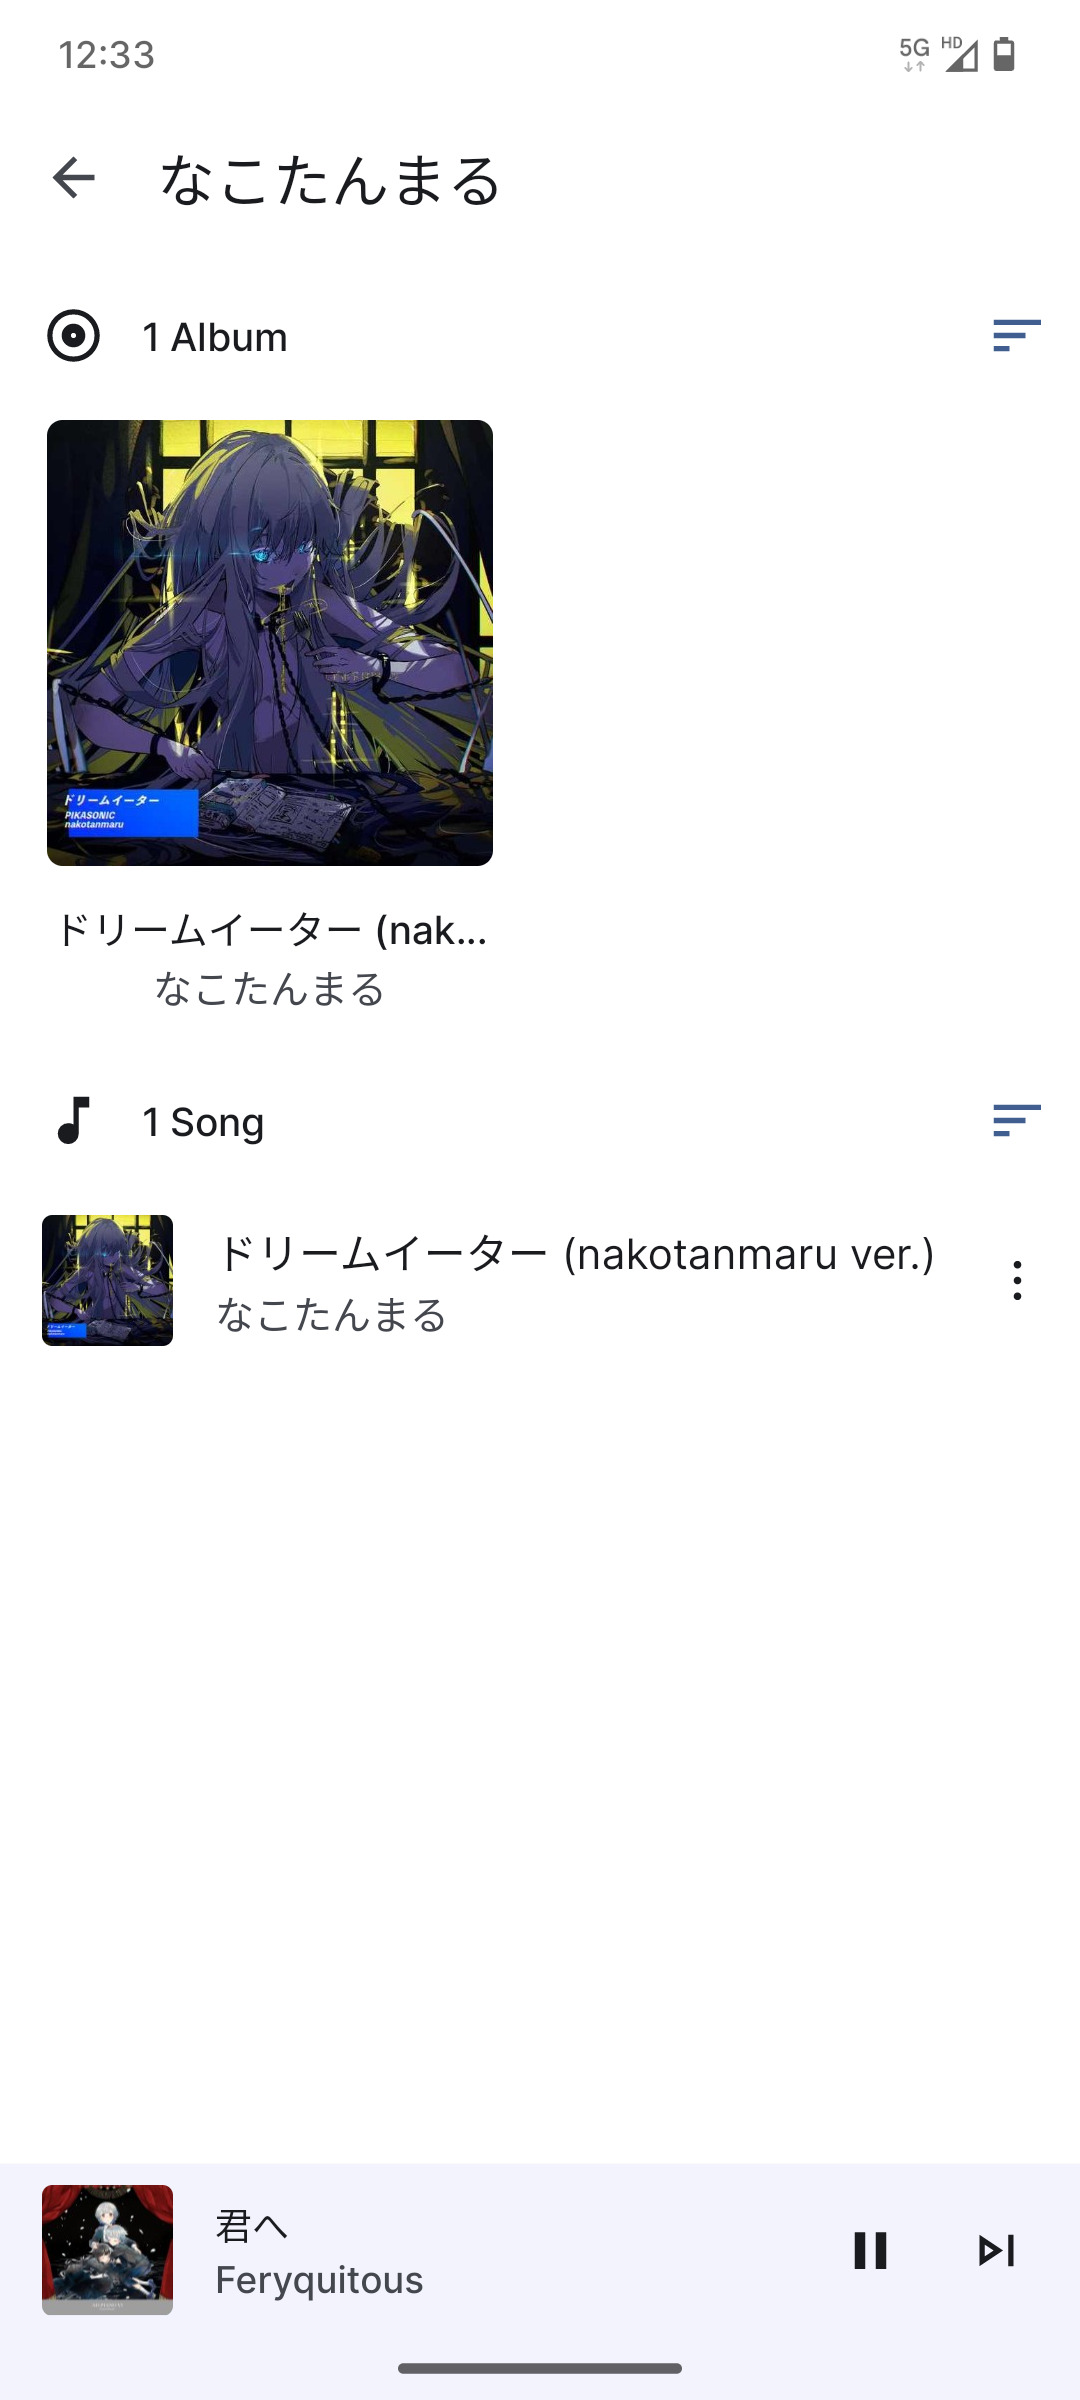 12:33
5G HD
なこたんまる
1 Album
ドリームイーター
PIKASONIC
nakotanmaru
ドリームイーター (nak...
なこたんまる
1 Song
ドリームイーター (nakotanmaru ver.)
なこたんまる
君へ
Feryquitous